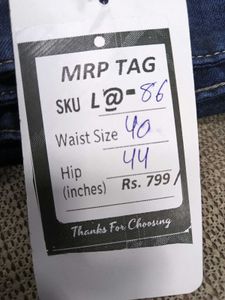 MRP TAG
SKU L@-86
Waist Size 40
Hip 44
(inches) Rs. 799/
Thanks For Choosing